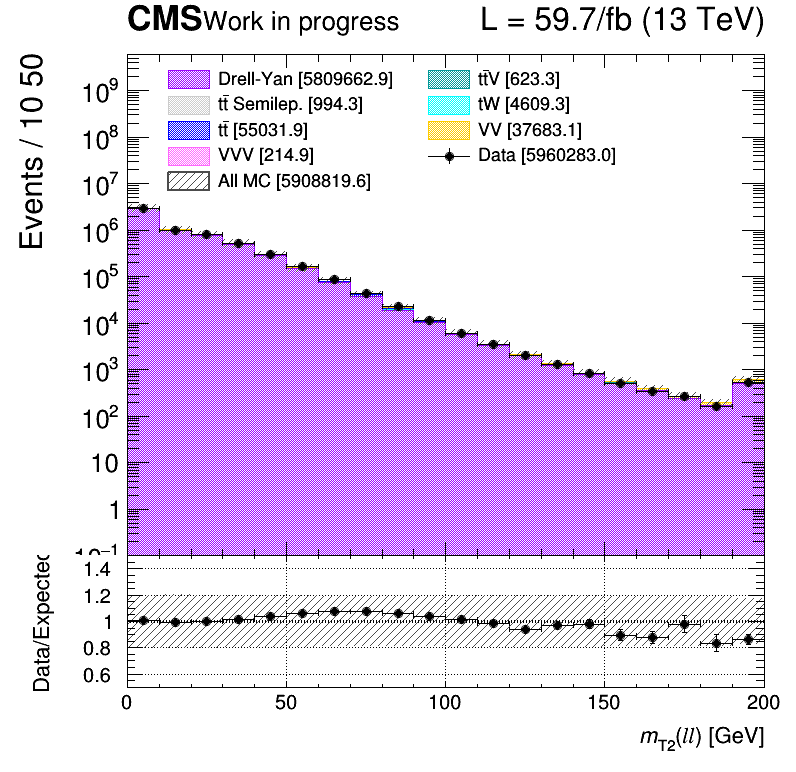 CMS Work in progress L = 59.7/fb (13 TeV)
Events / 10 50
Drell-Yan [5809662.9]
tt̄ Semilep. [994.3]
tt̄ [55031.9]
VVV [214.9]
All MC [5908819.6]
tt̄V [623.3]
tW [4609.3]
VV [37683.1]
Data [5960283.0]
10⁹
10⁸
10⁷
10⁶
10⁵
10⁴
10³
10²
10
1
10⁻¹
Data/Expected
1.4
1.2
1
0.8
0.6
0 50 100 150 200
m_T2(ll) [GeV]